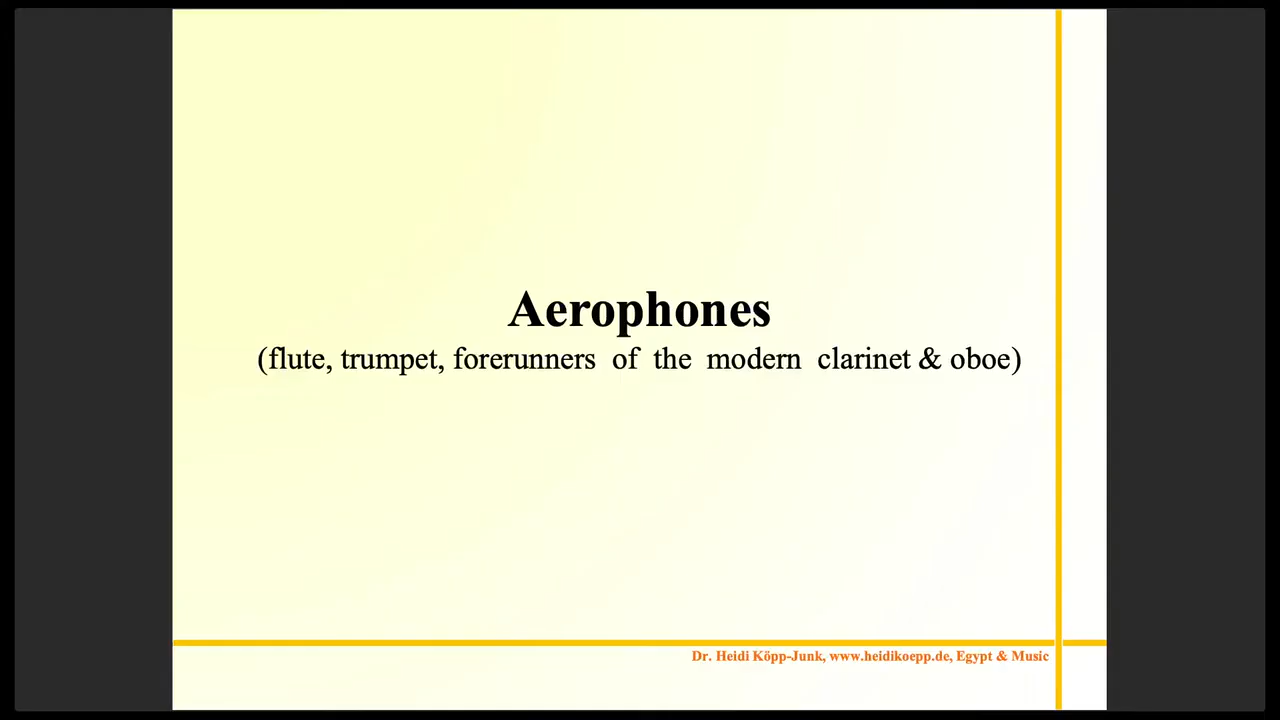 Aerophones
(flute, trumpet, forerunners of the modern clarinet & oboe)
Dr. Heidi Köpp-Junk, www.heidikoepp.de, Egypt & Music